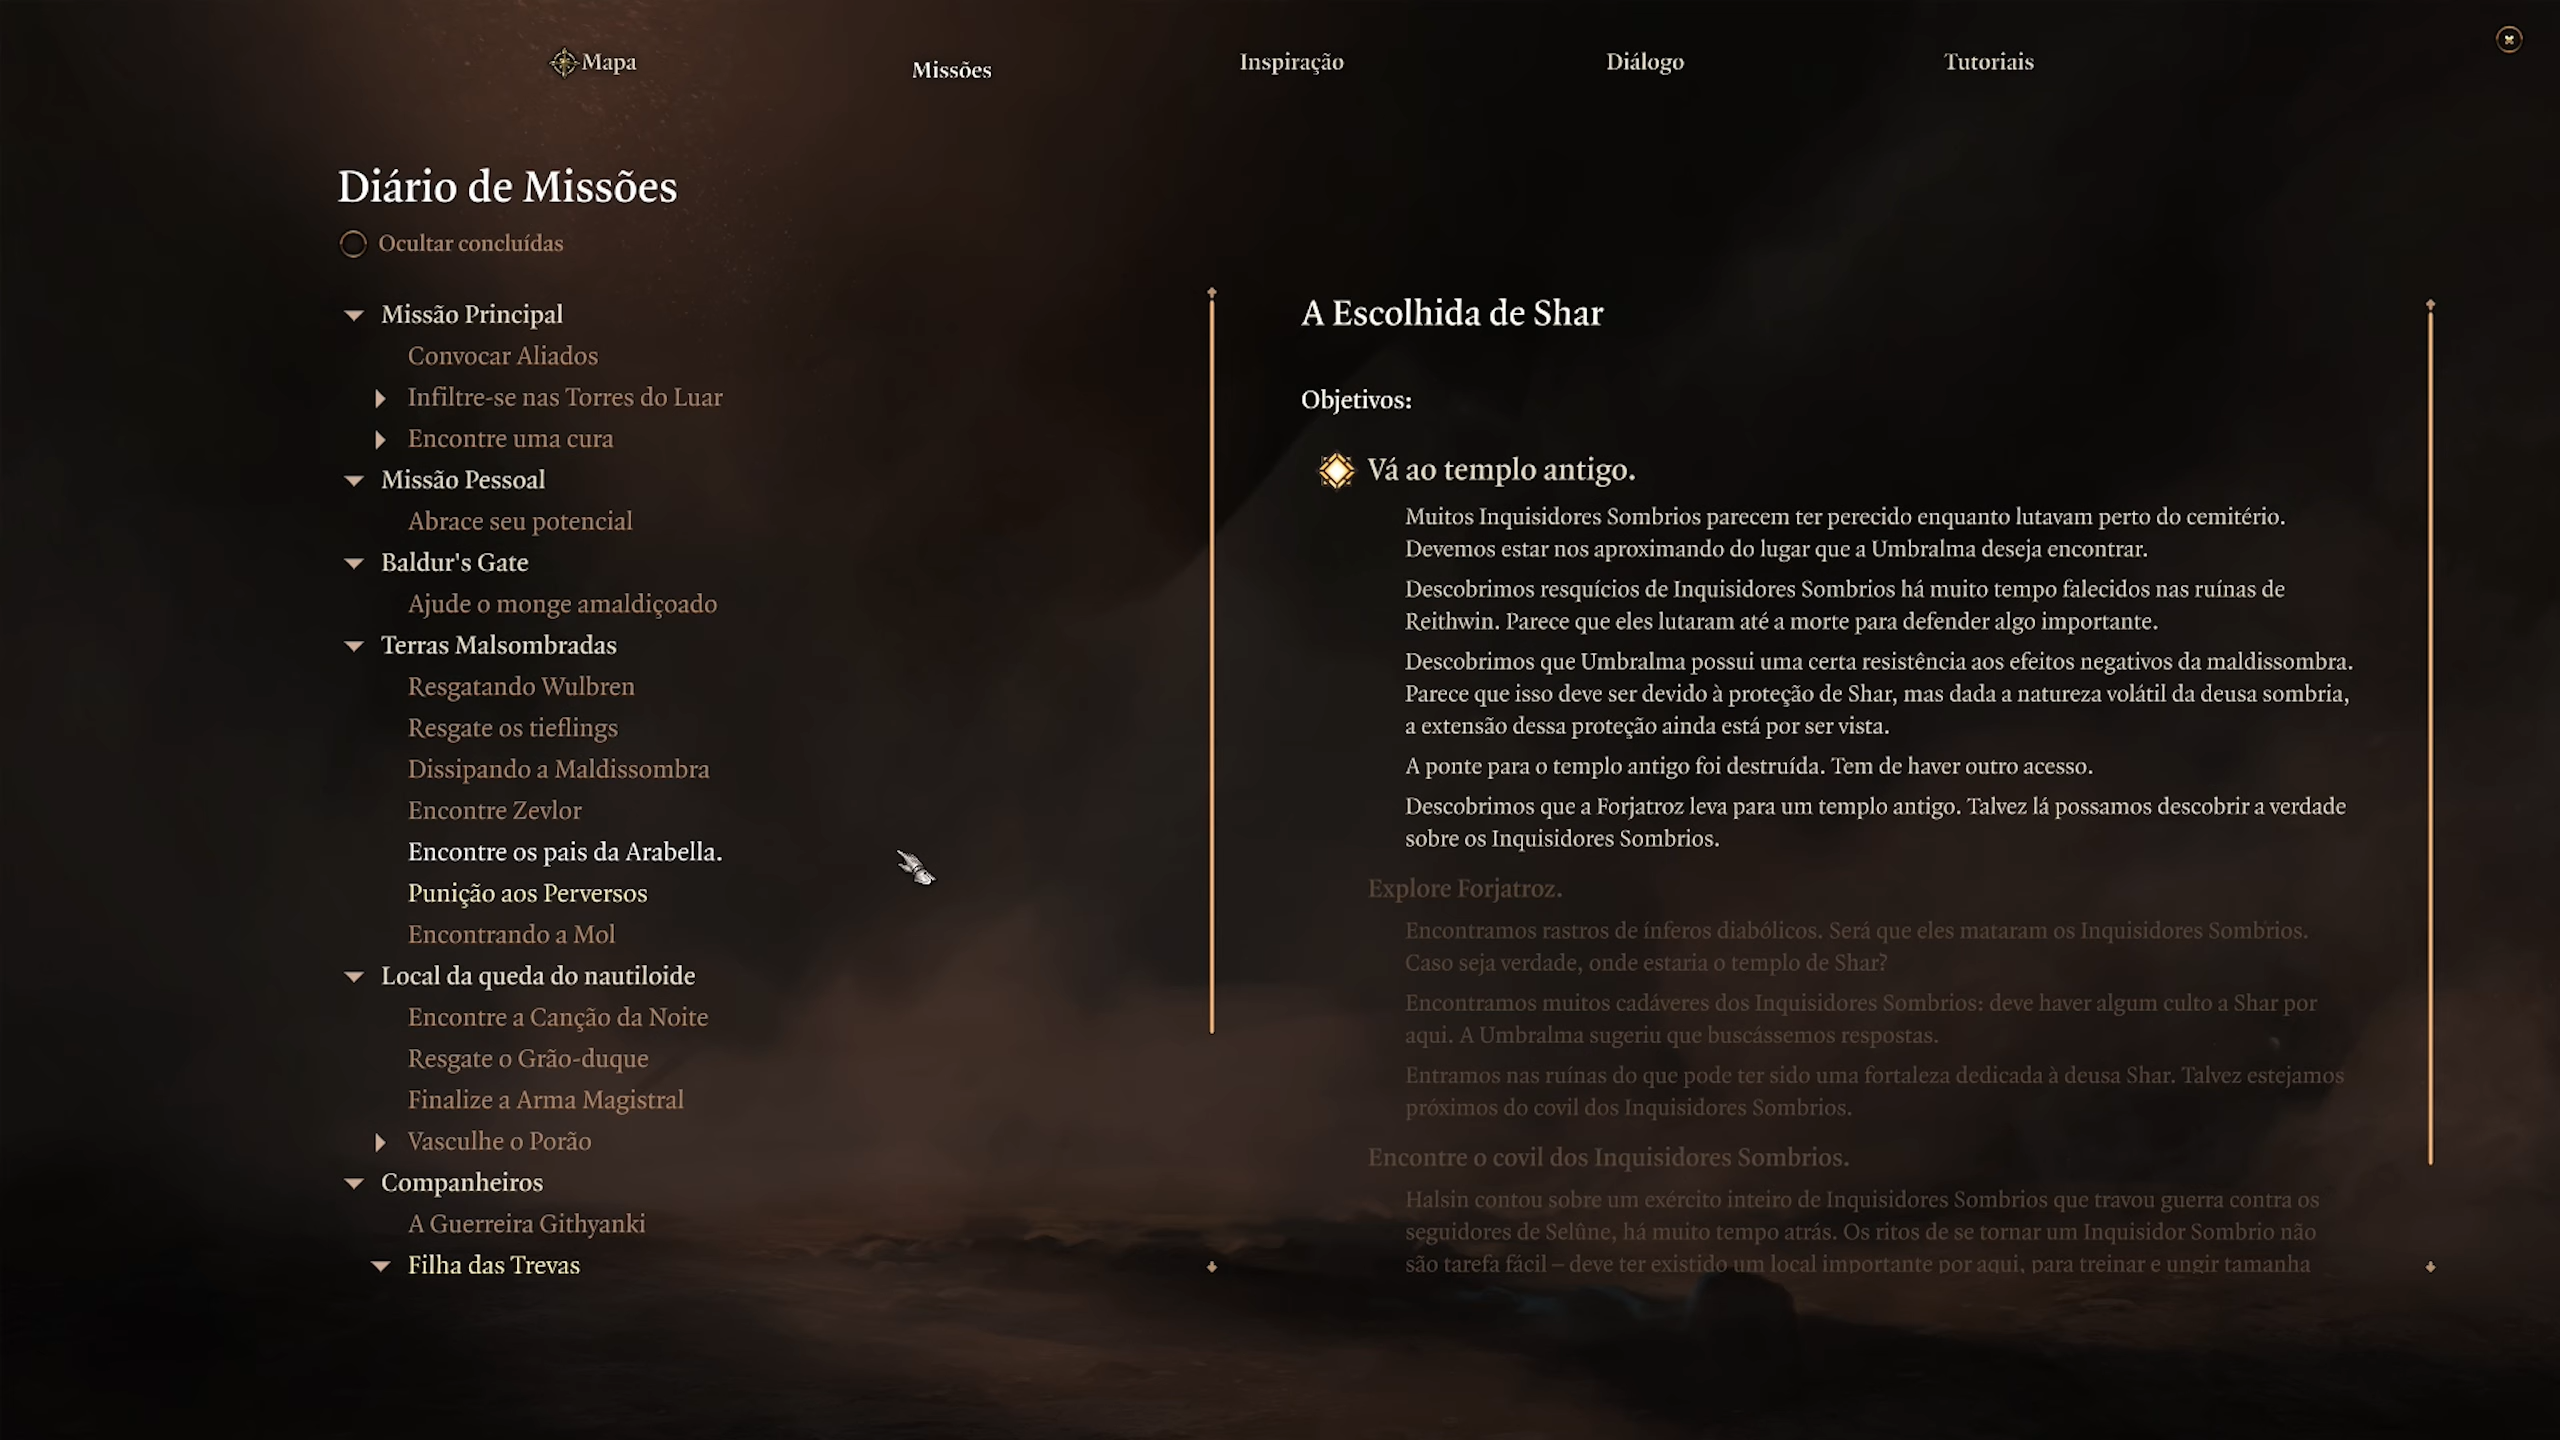 Mapa
Missões
Inspiração
Diálogo
Tutoriais
Diário de Missões
Ocultar concluídas
Missão Principal
Convocar Aliados
Infiltre-se nas Torres do Luar
Encontre uma cura
Missão Pessoal
Abrace seu potencial
Baldur's Gate
Ajude o monge amaldiçoado
Terras Malsombradas
Resgatando Wulbren
Resgate os tieflings
Dissipando a Maldissombra
Encontre Zevlor
Encontre os pais da Arabella.
Punição aos Perversos
Encontrando a Mol
Local da queda do nautiloide
Encontre a Canção da Noite
Resgate o Grão-duque
Finalize a Arma Magistral
Vasculhe o Porão
Companheiros
A Guerreira Githyanki
Filha das Trevas
A Escolhida de Shar
Objetivos:
Vá ao templo antigo.
Muitos Inquisidores Sombrios parecem ter perecido enquanto lutavam perto do cemitério.
Devemos estar nos aproximando do lugar que a Umbralma deseja encontrar.
Descobrimos resquícios de Inquisidores Sombrios há muito tempo falecidos nas ruínas de
Reithwin. Parece que eles lutaram até a morte para defender algo importante.
Descobrimos que Umbralma possui uma certa resistência aos efeitos negativos da maldissombra.
Parece que isso deve ser devido à proteção de Shar, mas dada a natureza volátil da deusa sombria,
a extensão dessa proteção ainda está por ser vista.
A ponte para o templo antigo foi destruída. Tem de haver outro acesso.
Descobrimos que a Forjatroz leva para um templo antigo. Talvez lá possamos descobrir a verdade
sobre os Inquisidores Sombrios.
Explore Forjatroz.
Encontramos rastros de ínferos diabólicos. Será que eles mataram os Inquisidores Sombrios.
Caso seja verdade, onde estaria o templo de Shar?
Encontramos muitos cadáveres dos Inquisidores Sombrios: deve haver algum culto a Shar por
aqui. A Umbralma sugeriu que buscássemos respostas.
Entramos nas ruínas do que pode ter sido uma fortaleza dedicada à deusa Shar. Talvez estejamos
próximos do covil dos Inquisidores Sombrios.
Encontre o covil dos Inquisidores Sombrios.
Halsin contou sobre um exército inteiro de Inquisidores Sombrios que travou guerra contra os
seguidores de Selûne, há muito tempo atrás. Os ritos de se tornar um Inquisidor Sombrio não
são tarefa fácil – deve ter existido um local importante por aqui, para treinar e ungir tamanha